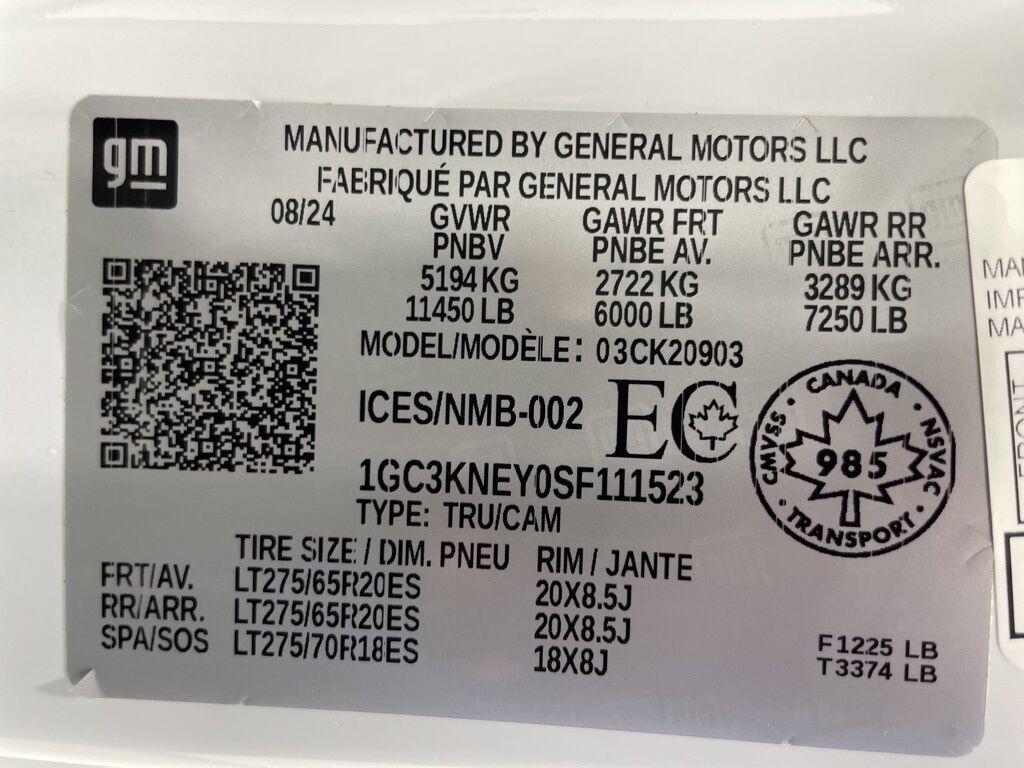 gm
MANUFACTURED BY GENERAL MOTORS LLC
FABRIQUÉ PAR GENERAL MOTORS LLC
08/24
GVWR GAWR FRT GAWR RR
PNBV PNBE AV. PNBE ARR.
5194 KG 2722 KG 3289 KG
11450 LB 6000 LB 7250 LB
MODEL/MODÈLE: 03CK20903
ICES/NMB-002 EC
CANADA
CMVSS · NSVAC
985
TRANSPORT
1GC3KNEY0SF111523
TYPE: TRU/CAM
TIRE SIZE / DIM. PNEU RIM / JANTE
FRT/AV. LT275/65R20ES 20X8.5J
RR/ARR. LT275/65R20ES 20X8.5J
SPA/SOS LT275/70R18ES 18X8J
F1225 LB
T3374 LB